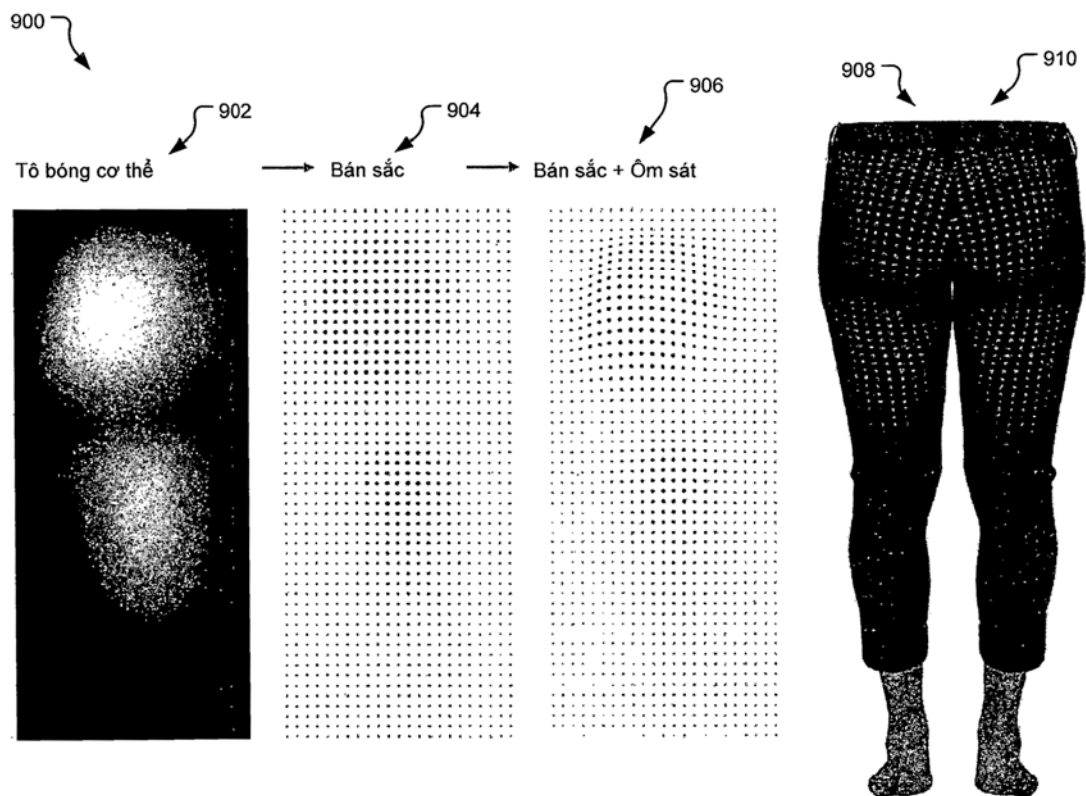 900
902
904
906
908
910
Tô bóng cơ thể
Bán sắc
Bán sắc + Ôm sát